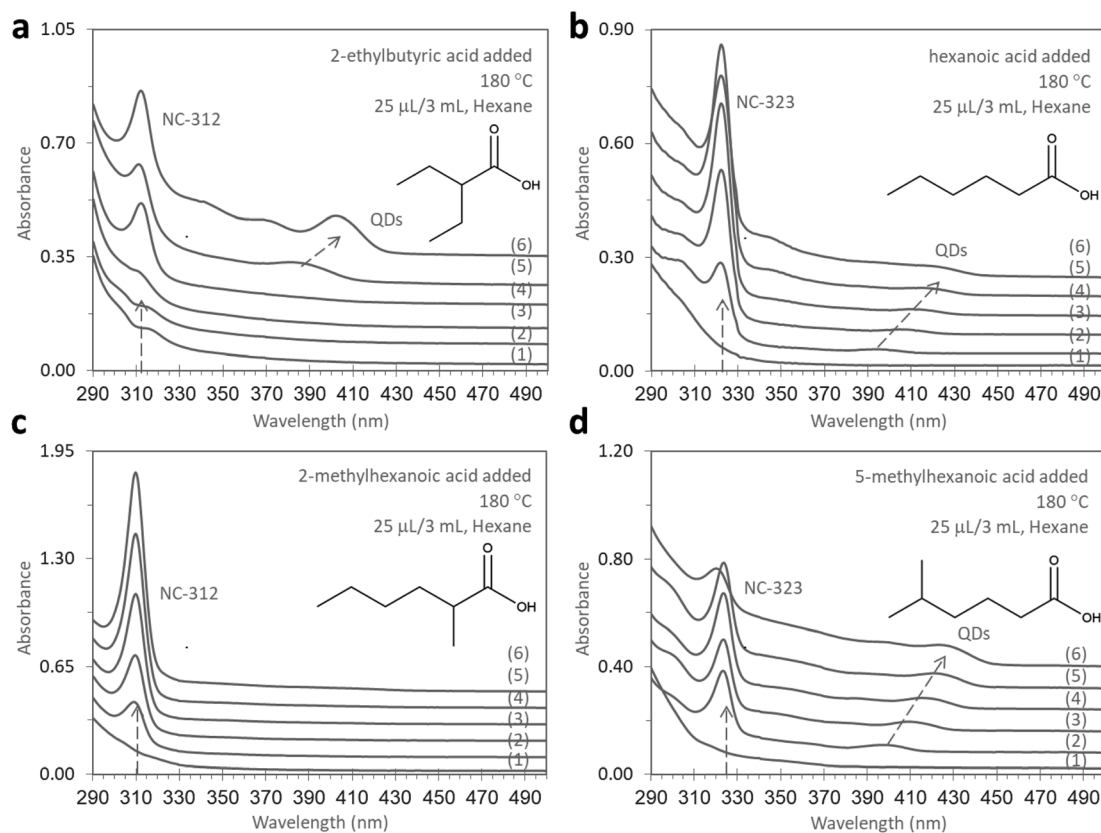 a
1.05
0.70
0.35
0.00
Absorbance
2-ethylbutyric acid added
180 °C
25 µL/3 mL, Hexane
NC-312
O
OH
QDs
(6)
(5)
(4)
(3)
(2)
(1)
290 310 330 350 370 390 410 430 450 470 490
Wavelength (nm)
b
0.90
0.60
0.30
0.00
Absorbance
hexanoic acid added
180 °C
25 µL/3 mL, Hexane
NC-323
O
OH
QDs
(6)
(5)
(4)
(3)
(2)
(1)
290 310 330 350 370 390 410 430 450 470 490
Wavelength (nm)
c
1.95
1.30
0.65
0.00
Absorbance
2-methylhexanoic acid added
180 °C
25 µL/3 mL, Hexane
NC-312
O
OH
(6)
(5)
(4)
(3)
(2)
(1)
290 310 330 350 370 390 410 430 450 470 490
Wavelength (nm)
d
1.20
0.80
0.40
0.00
Absorbance
5-methylhexanoic acid added
180 °C
25 µL/3 mL, Hexane
NC-323
O
OH
QDs
(6)
(5)
(4)
(3)
(2)
(1)
290 310 330 350 370 390 410 430 450 470 490
Wavelength (nm)